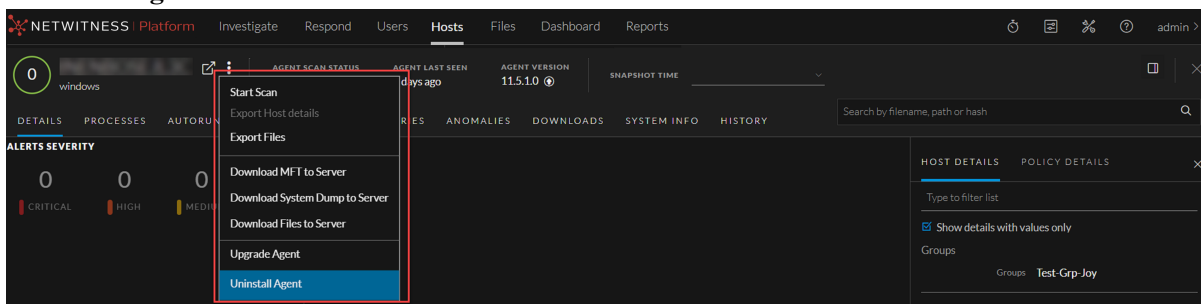 NETWITNESS | Platform Investigate Respond Users Hosts Files Dashboard Reports admin
0 windows AGENT SCAN STATUS AGENT LAST SEEN days ago AGENT VERSION 11.5.1.0 SNAPSHOT TIME
Start Scan
Export Host details
Export Files
Download MFT to Server
Download System Dump to Server
Download Files to Server
Upgrade Agent
Uninstall Agent
DETAILS PROCESSES ANOMALIES DOWNLOADS SYSTEM INFO HISTORY Search by filename, path or hash
ALERTS SEVERITY
0 0 0
CRITICAL HIGH
HOST DETAILS POLICY DETAILS
Type to filter list
Show details with values only
Groups
Groups Test-Grp-Joy